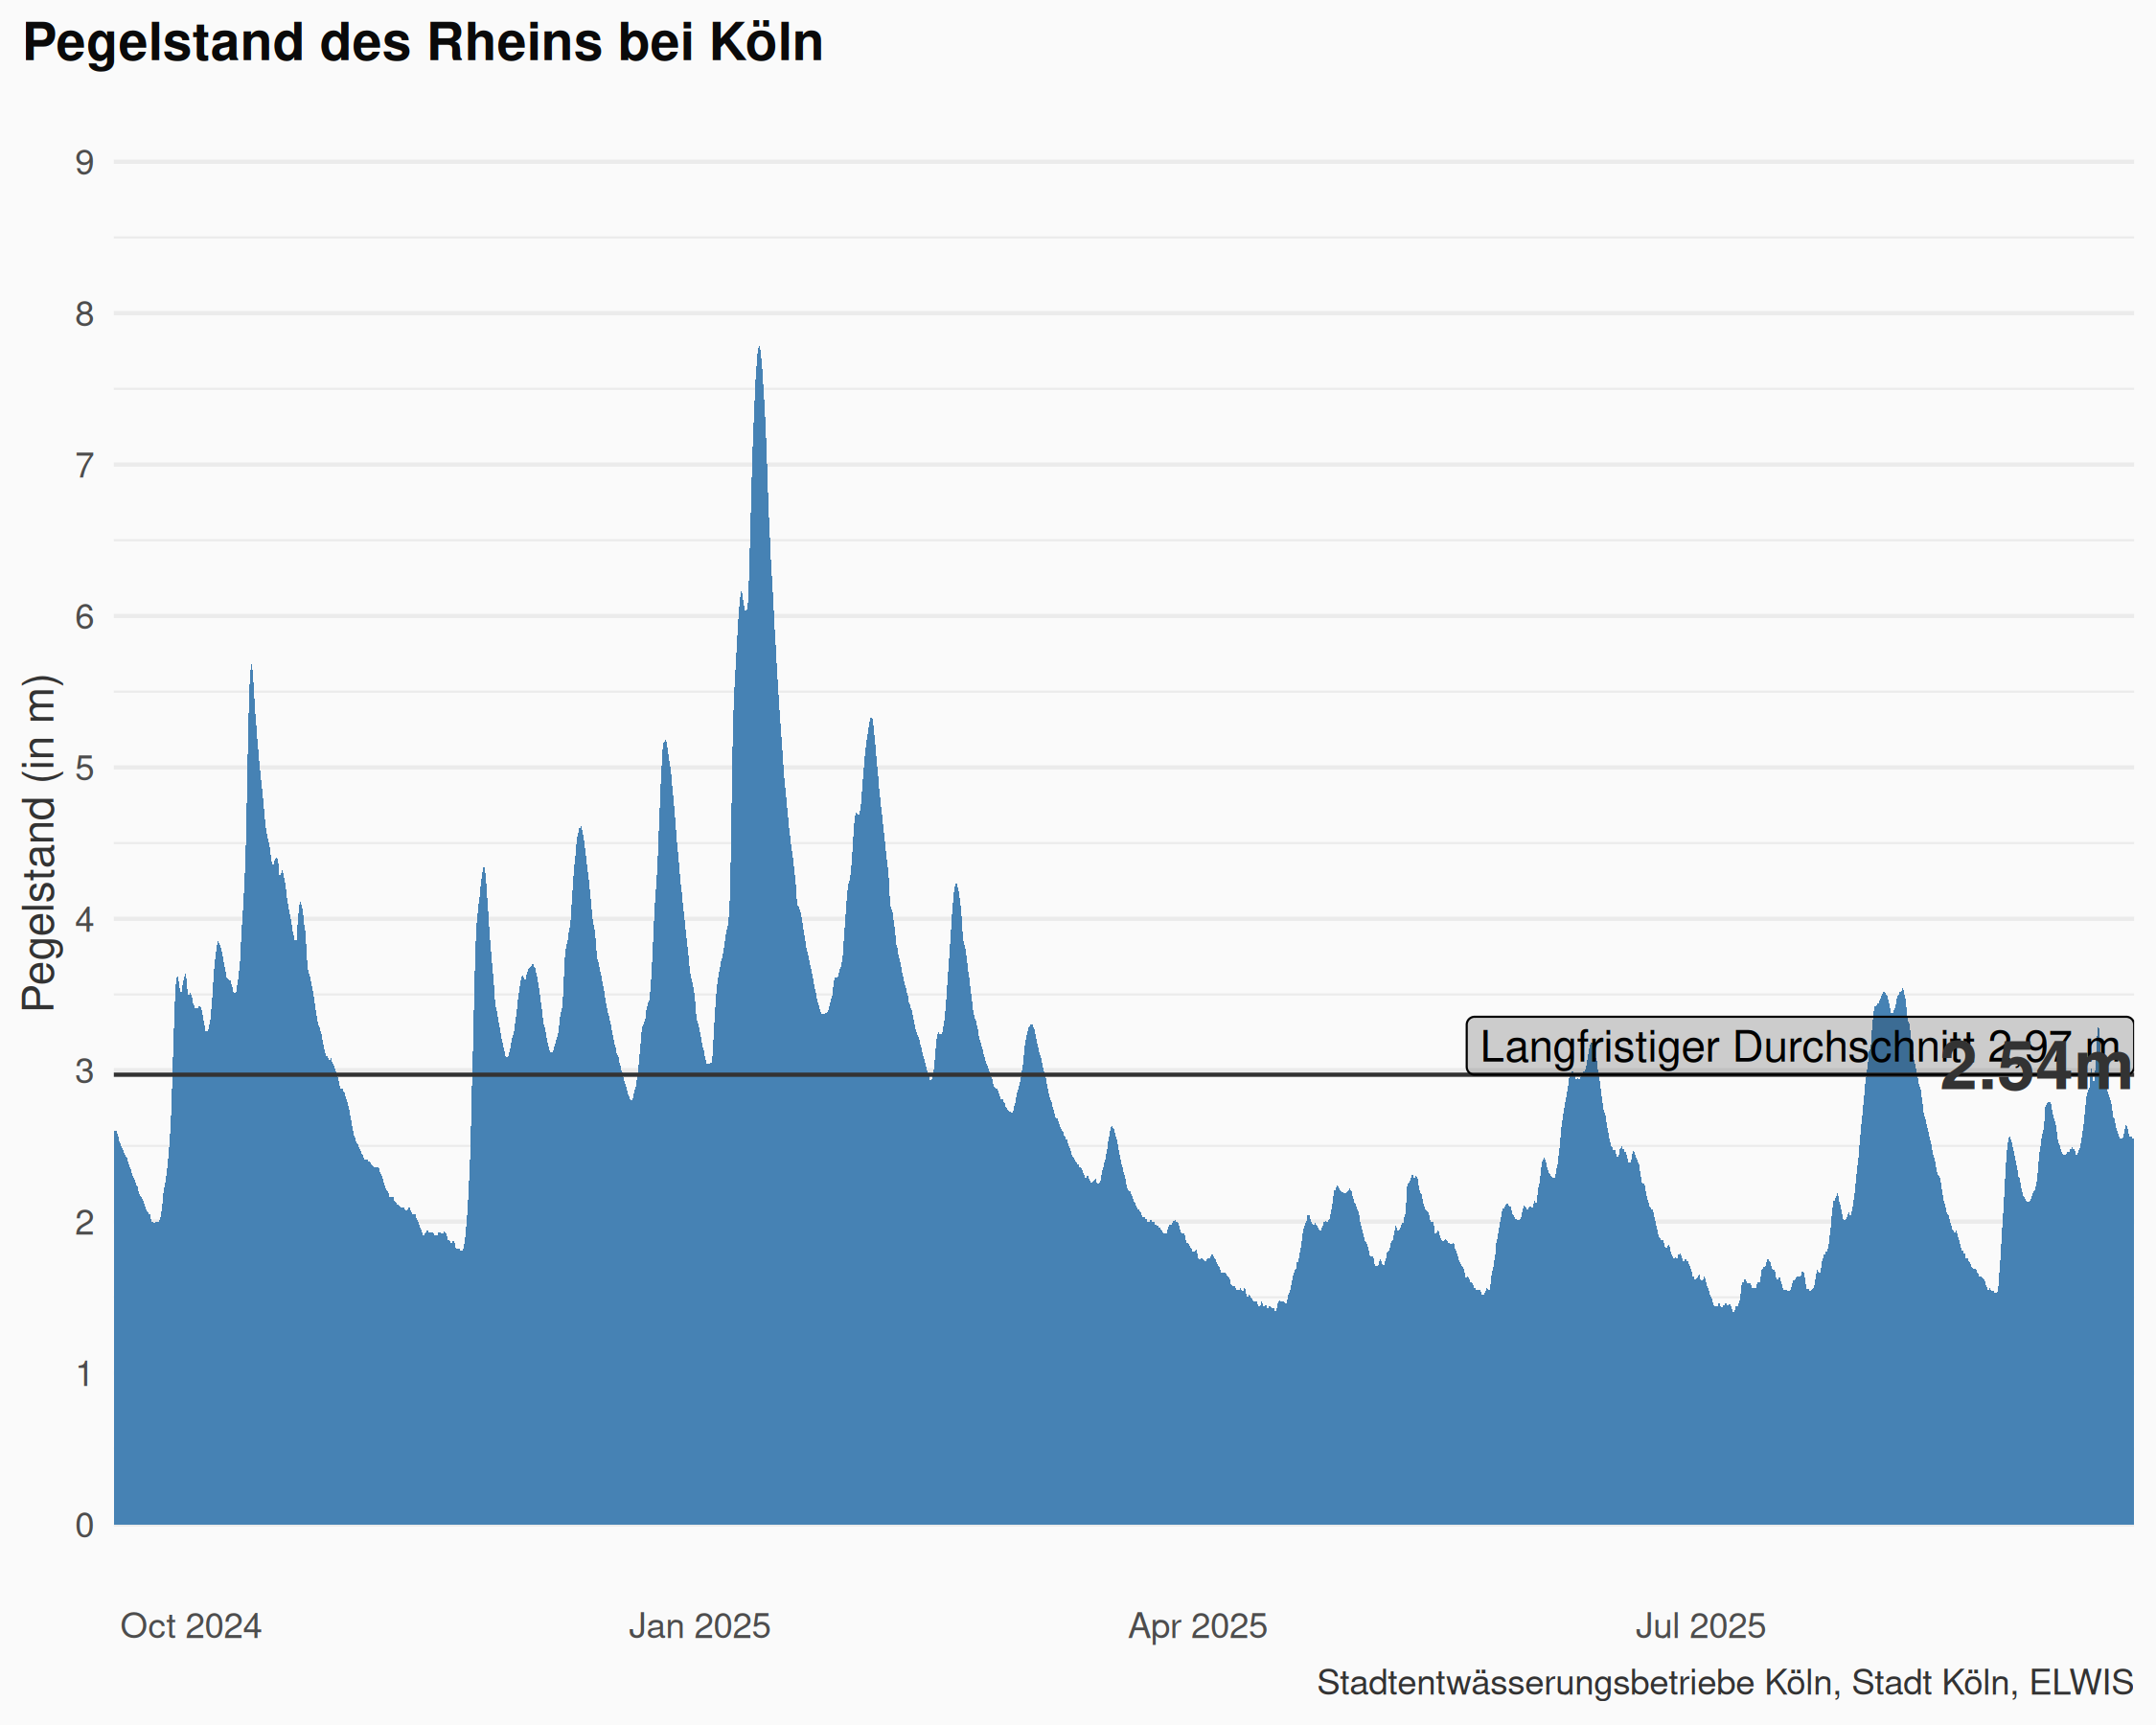 Pegelstand des Rheins bei Köln
Pegelstand (in m)
9
8
7
6
5
4
3
2
1
0
Langfristiger Durchschnitt 2.97 m
2.54m
Oct 2024
Jan 2025
Apr 2025
Jul 2025
Stadtentwässerungsbetriebe Köln, Stadt Köln, ELWIS